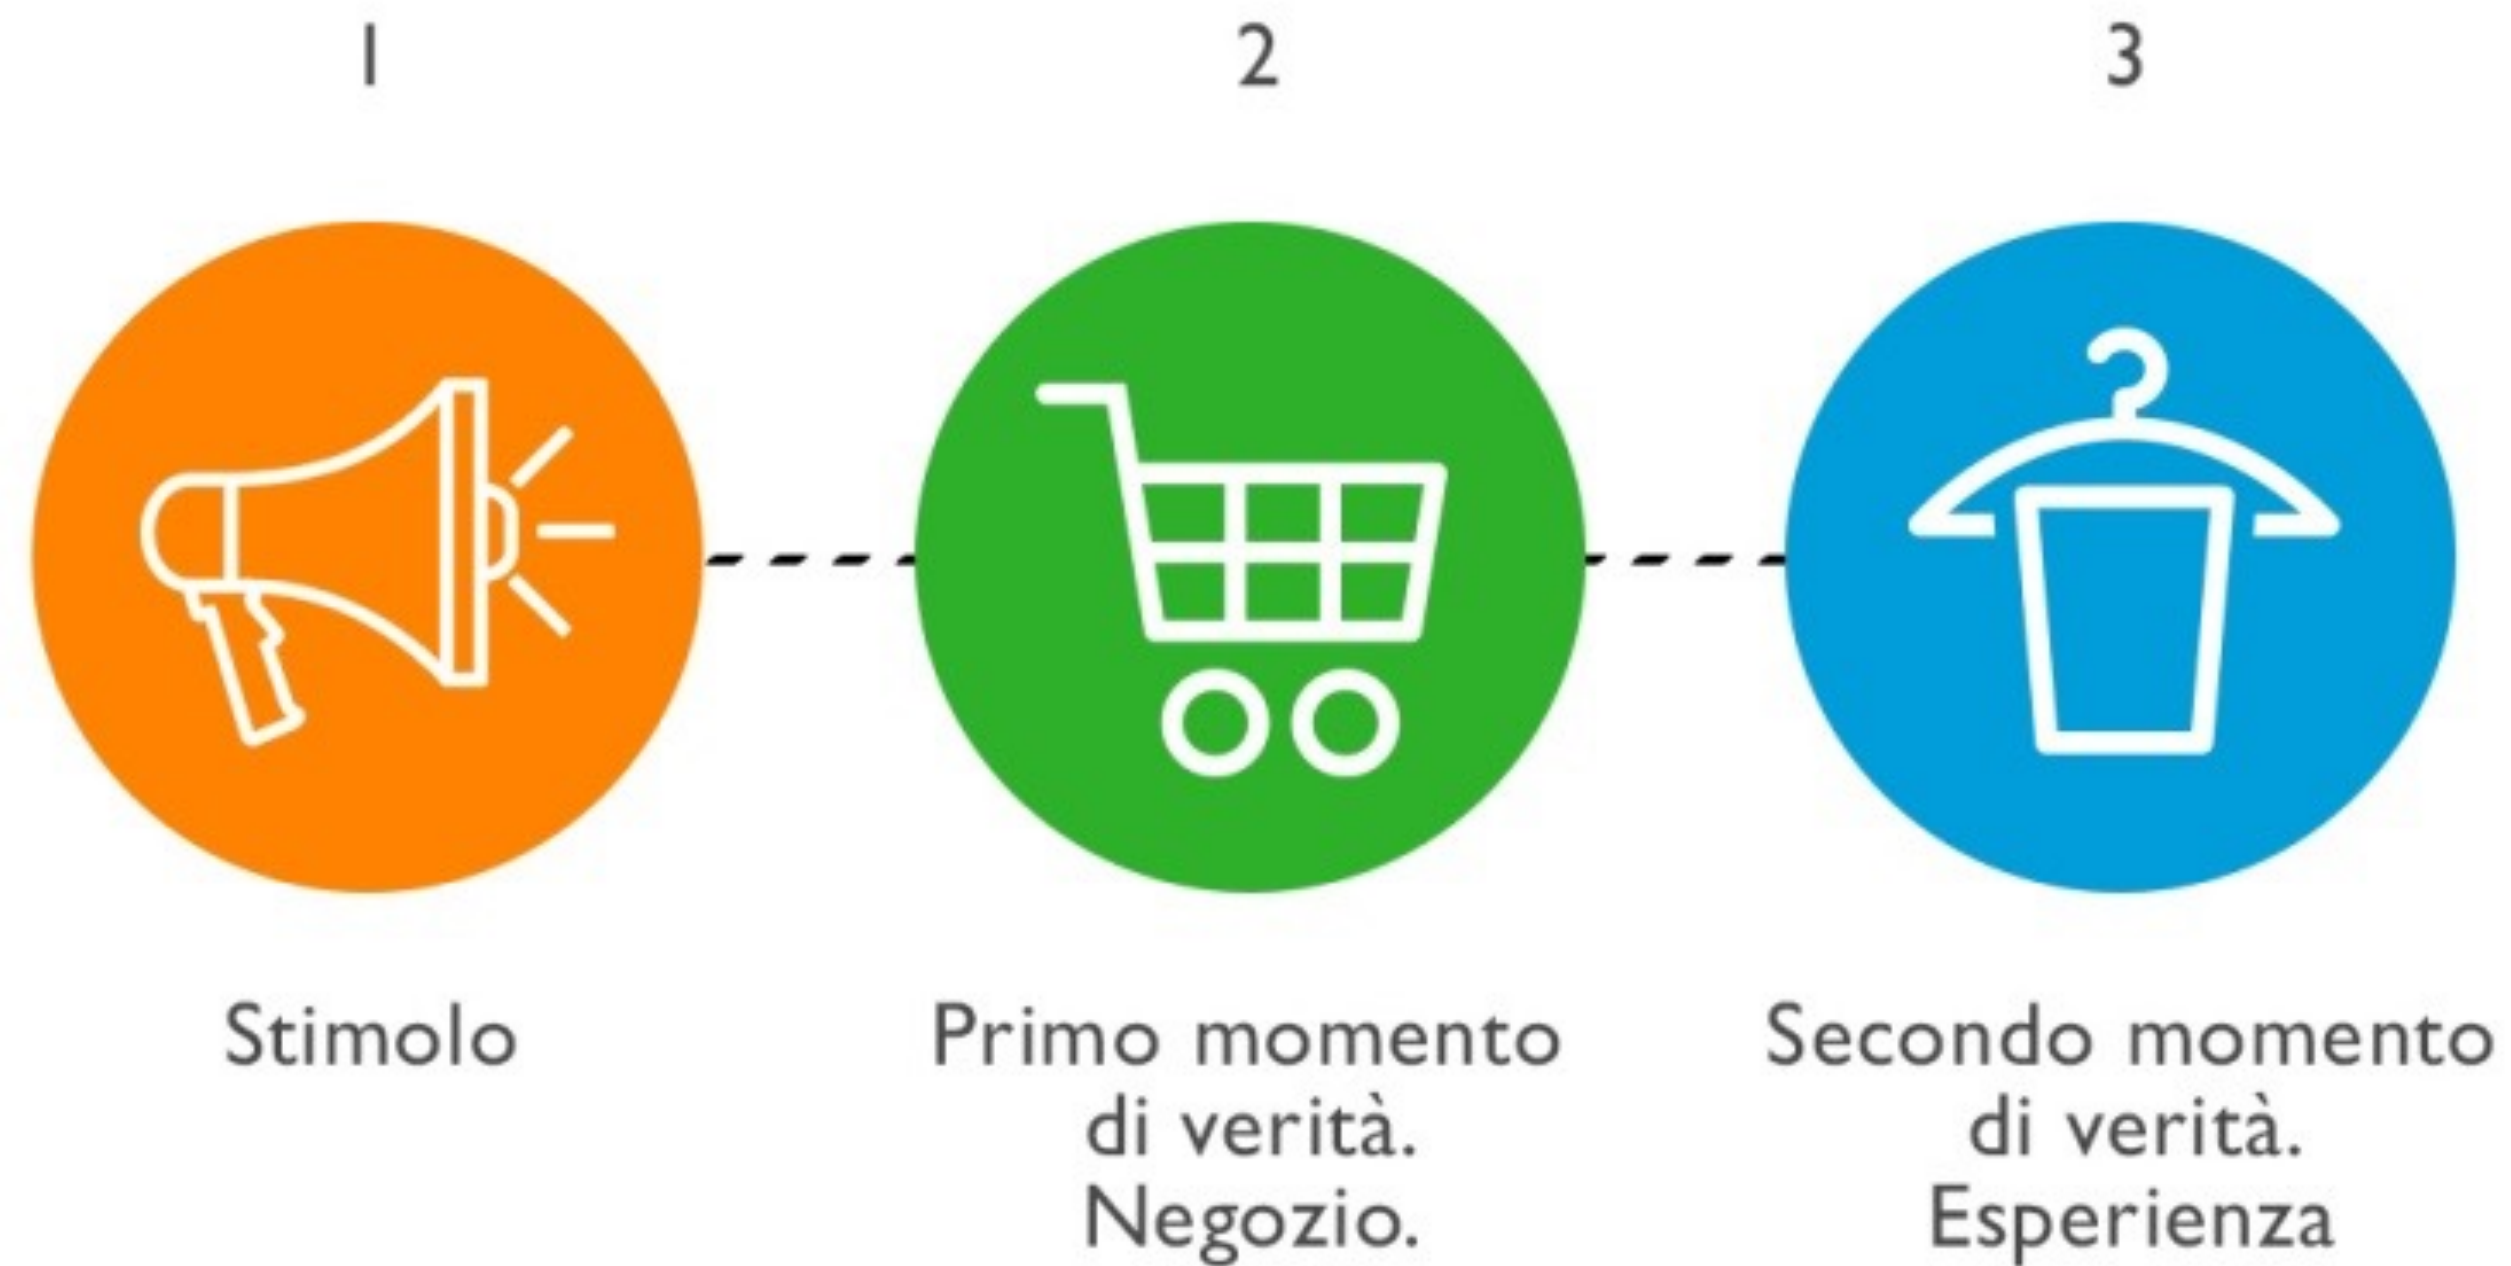 1
2
3
Stimolo
Primo momento
di verità.
Negozio.
Secondo momento
di verità.
Esperienza